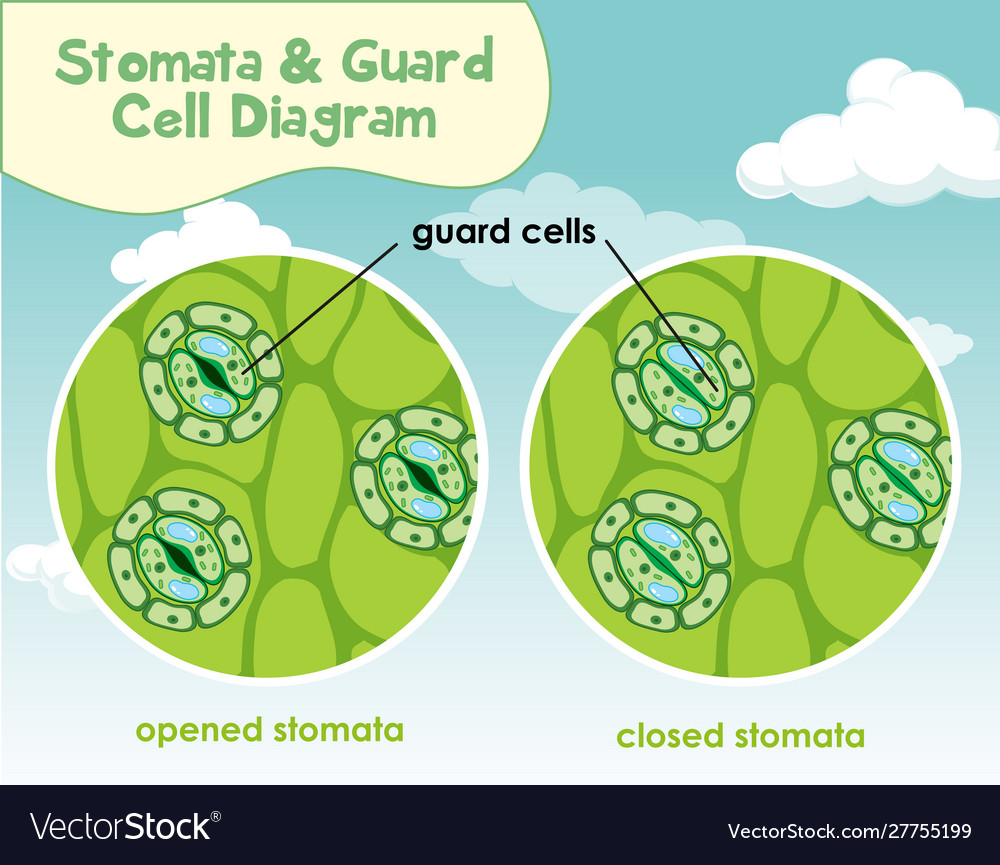 Stomata & Guard
Cell Diagram
guard cells
opened stomata
closed stomata
VectorStock®
VectorStock.com/27755199